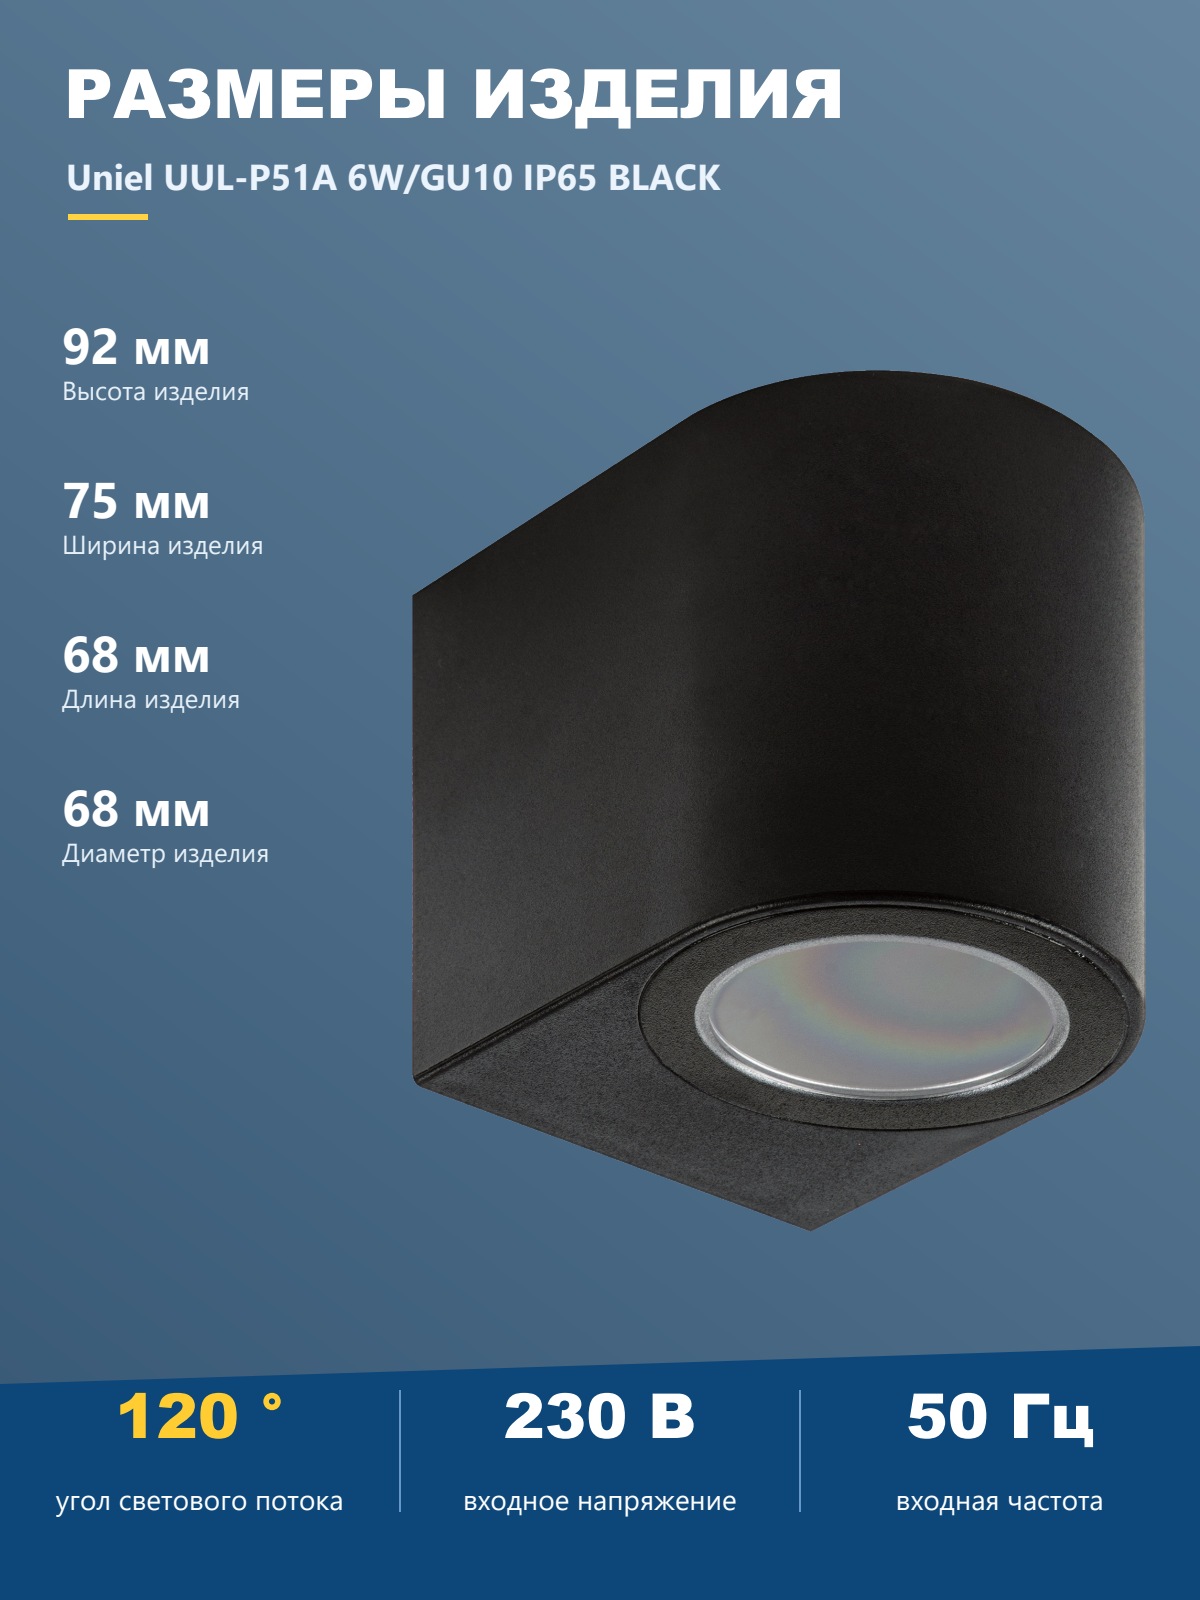 РАЗМЕРЫ ИЗДЕЛИЯ
Uniel UUL-P51A 6W/GU10 IP65 BLACK
92 мм
Высота изделия
75 мм
Ширина изделия
68 мм
Длина изделия
68 мм
Диаметр изделия
120 °
угол светового потока
230 В
входное напряжение
50 Гц
входная частота